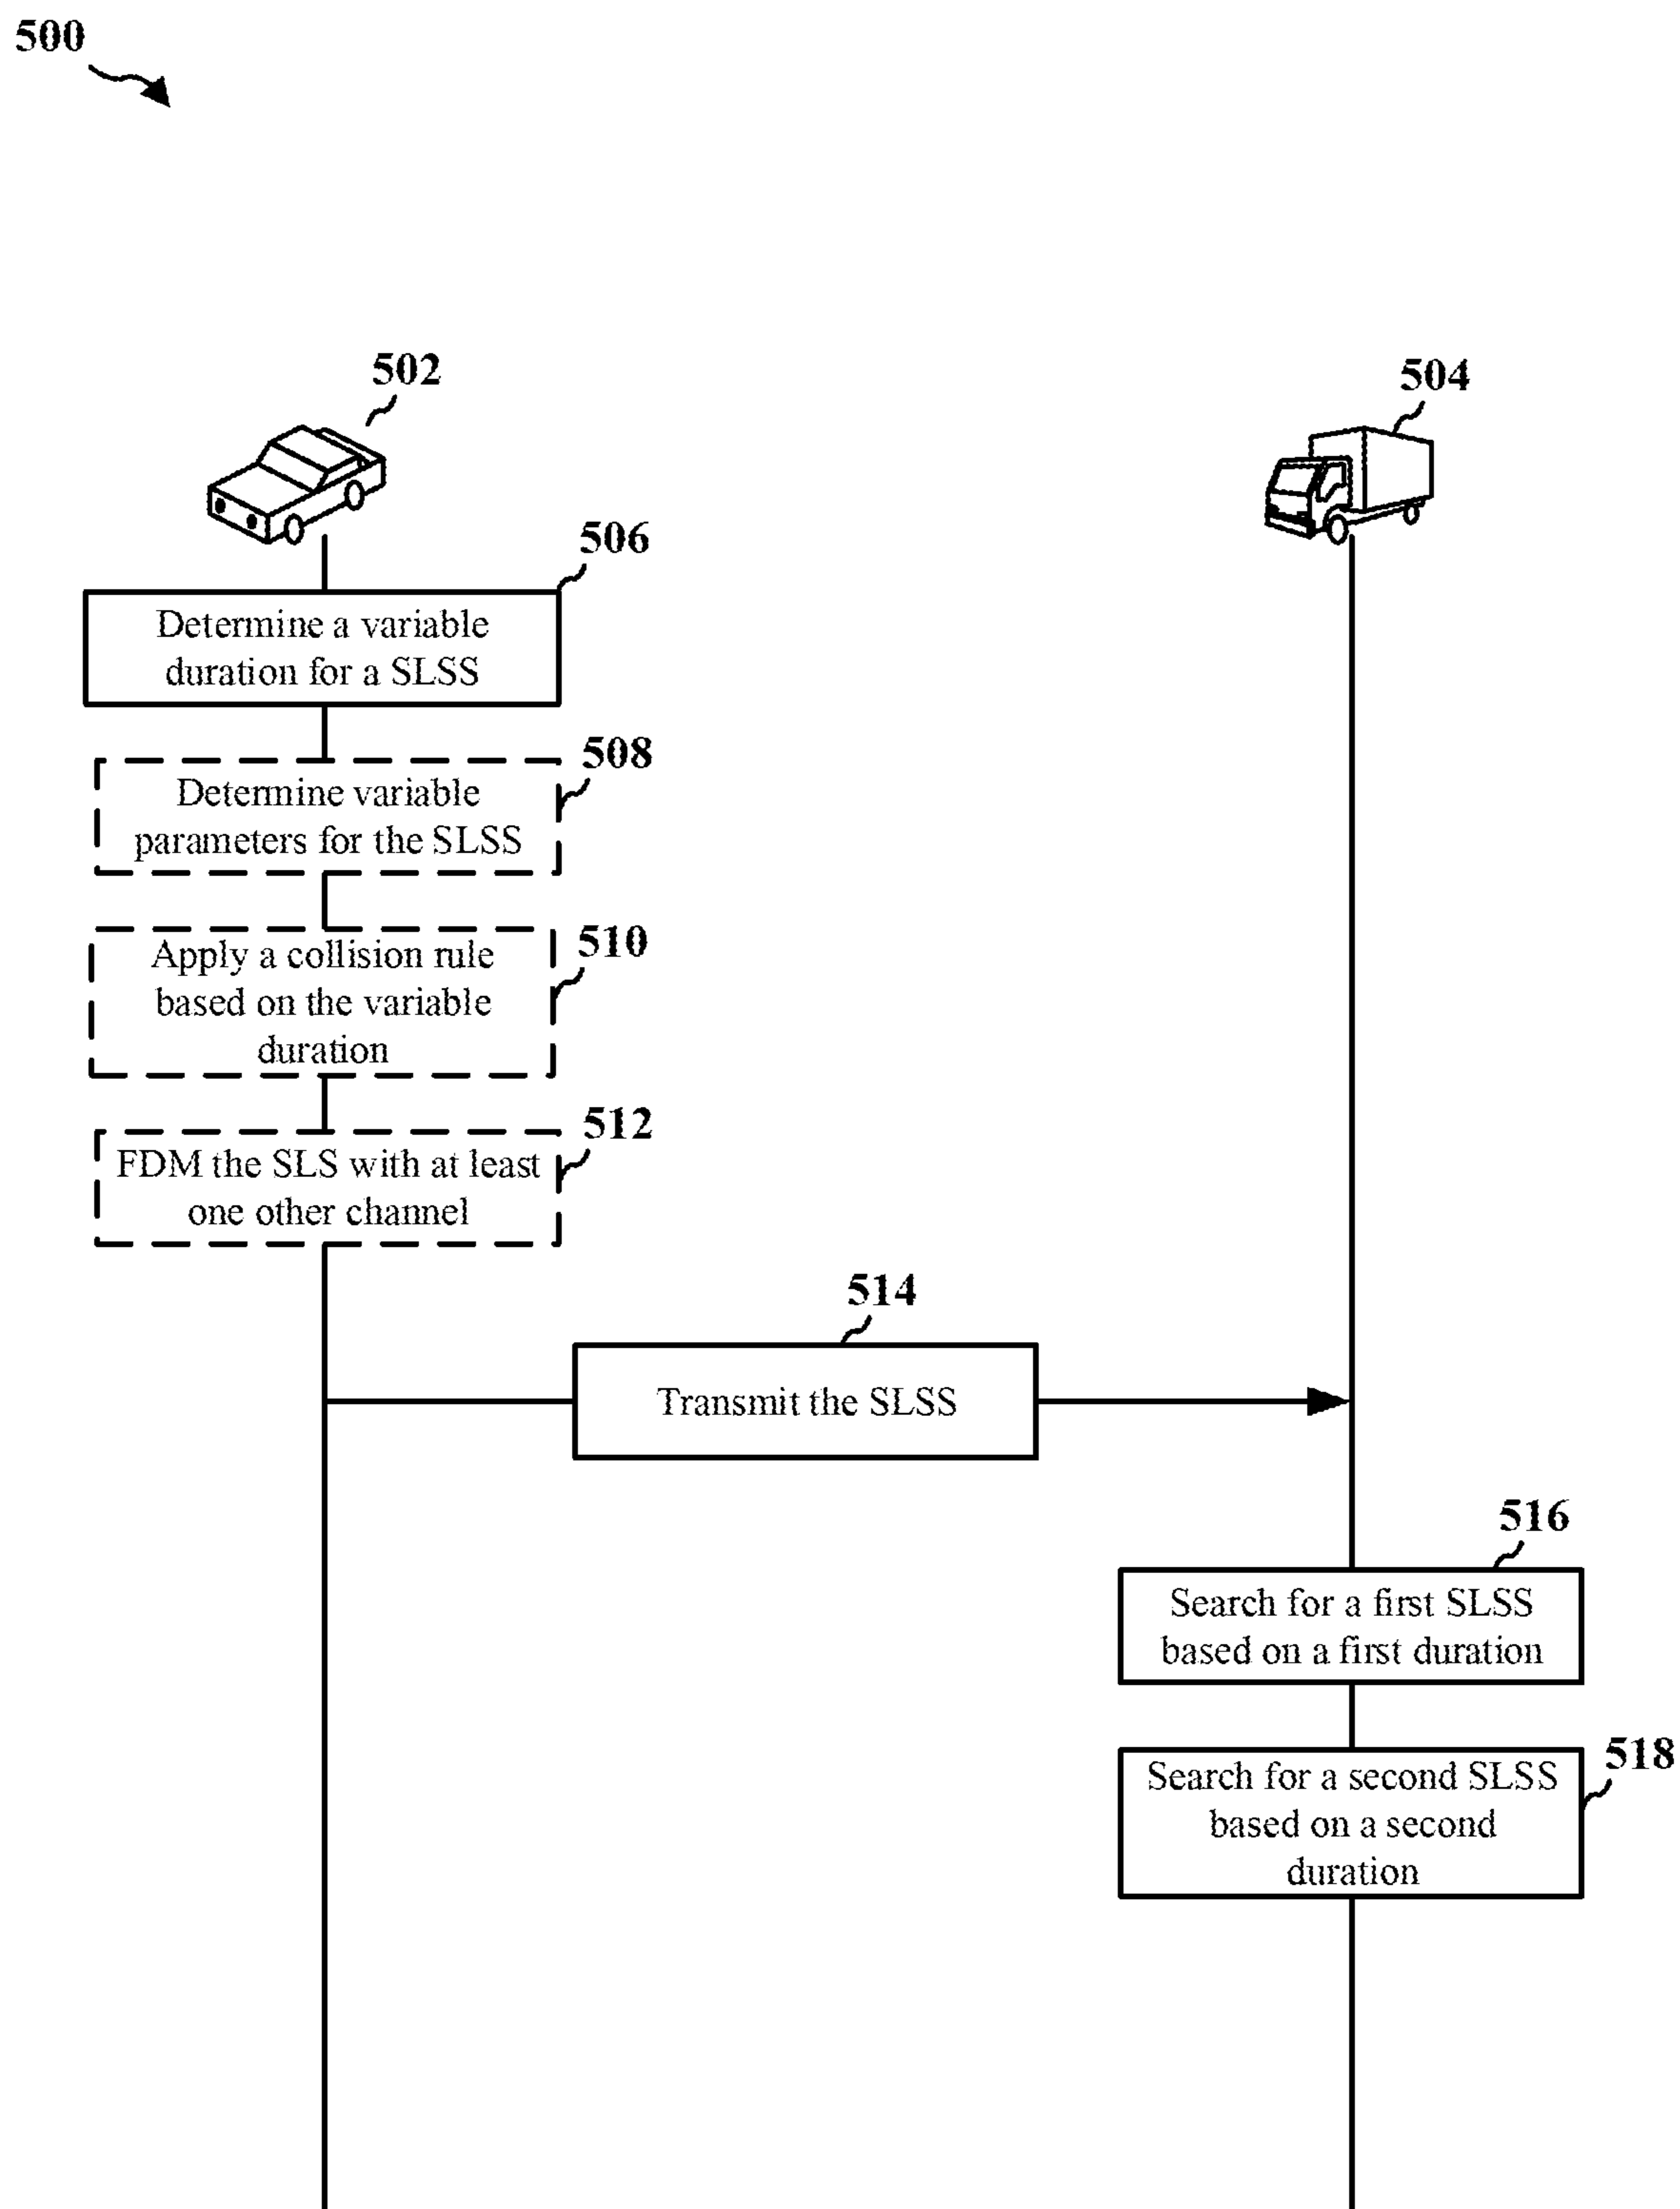 500
502
504
506
Determine a variable
duration for a SLSS
508
Determine variable
parameters for the SLSS
510
Apply a collision rule
based on the variable
duration
512
FDM the SLS with at least
one other channel
514
Transmit the SLSS
516
Search for a first SLSS
based on a first duration
518
Search for a second SLSS
based on a second
duration